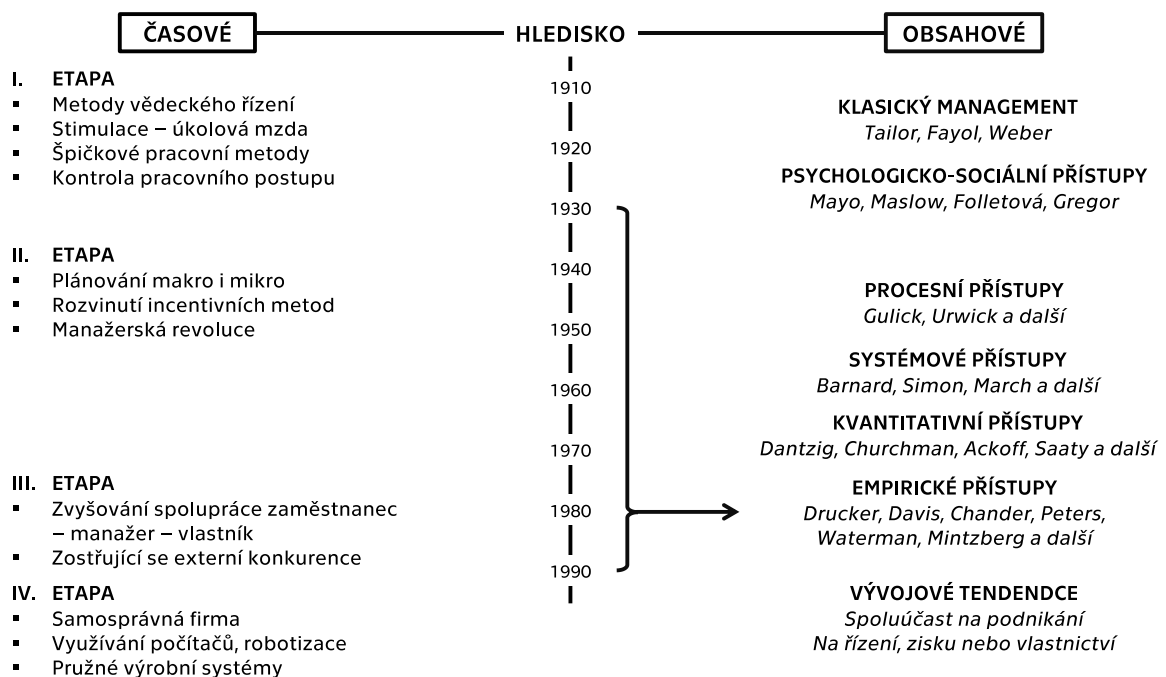 ČASOVÉ
HLEDISKO
OBSAHOVÉ
I. ETAPA
▪ Metody vědeckého řízení
▪ Stimulace – úkolová mzda
▪ Špičkové pracovní metody
▪ Kontrola pracovního postupu
II. ETAPA
▪ Plánování makro i mikro
▪ Rozvinutí incentivních metod
▪ Manažerská revoluce
III. ETAPA
▪ Zvyšování spolupráce zaměstnanec
– manažer – vlastník
▪ Zostřující se externí konkurence
IV. ETAPA
▪ Samosprávná firma
▪ Využívání počítačů, robotizace
▪ Pružné výrobní systémy
1910
1920
1930
1940
1950
1960
1970
1980
1990
KLASICKÝ MANAGEMENT
Tailor, Fayol, Weber
PSYCHOLOGICKO-SOCIÁLNÍ PŘÍSTUPY
Mayo, Maslow, Folletová, Gregor
PROCESNÍ PŘÍSTUPY
Gulick, Urwick a další
SYSTÉMOVÉ PŘÍSTUPY
Barnard, Simon, March a další
KVANTITATIVNÍ PŘÍSTUPY
Dantzig, Churchman, Ackoff, Saaty a další
EMPIRICKÉ PŘÍSTUPY
Drucker, Davis, Chander, Peters,
Waterman, Mintzberg a další
VÝVOJOVÉ TENDENDCE
Spoluúčast na podnikání
Na řízení, zisku nebo vlastnictví